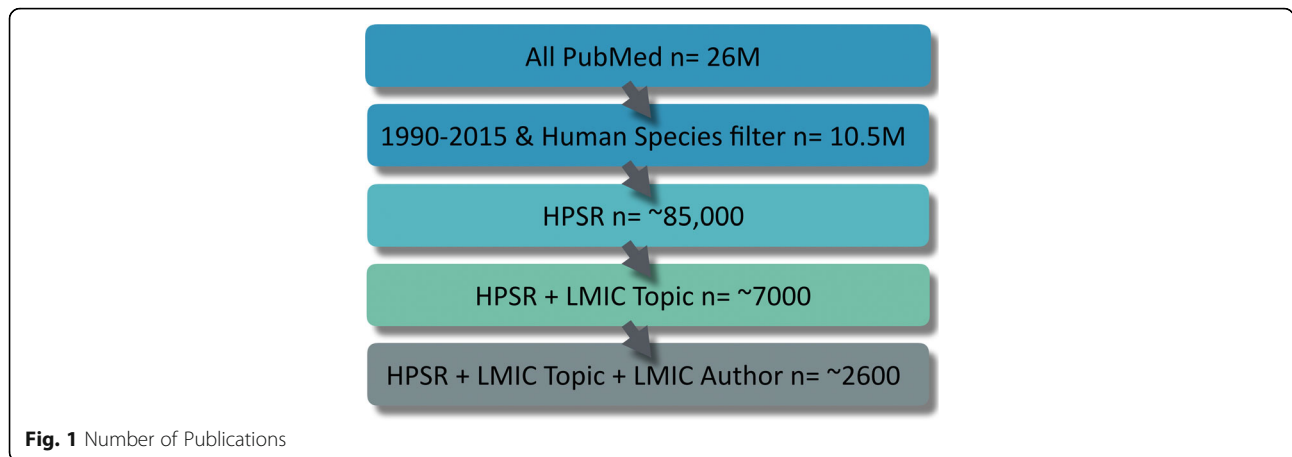 All PubMed n= 26M
1990-2015 & Human Species filter n= 10.5M
HPSR n= ~85,000
HPSR + LMIC Topic n= ~7000
HPSR + LMIC Topic + LMIC Author n= ~2600
Fig. 1 Number of Publications